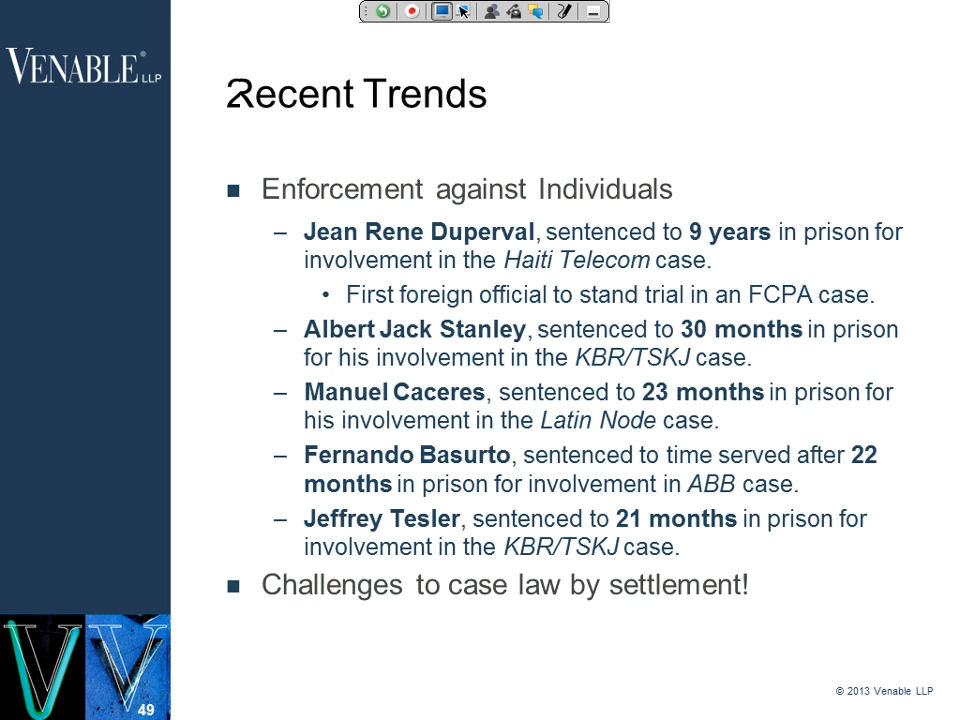 VENABLE® LLP
Recent Trends
■ Enforcement against Individuals
– Jean Rene Duperval, sentenced to 9 years in prison for
involvement in the Haiti Telecom case.
• First foreign official to stand trial in an FCPA case.
– Albert Jack Stanley, sentenced to 30 months in prison
for his involvement in the KBR/TSKJ case.
– Manuel Caceres, sentenced to 23 months in prison for
his involvement in the Latin Node case.
– Fernando Basurto, sentenced to time served after 22
months in prison for involvement in ABB case.
– Jeffrey Tesler, sentenced to 21 months in prison for
involvement in the KBR/TSKJ case.
■ Challenges to case law by settlement!
V V
49
© 2013 Venable LLP